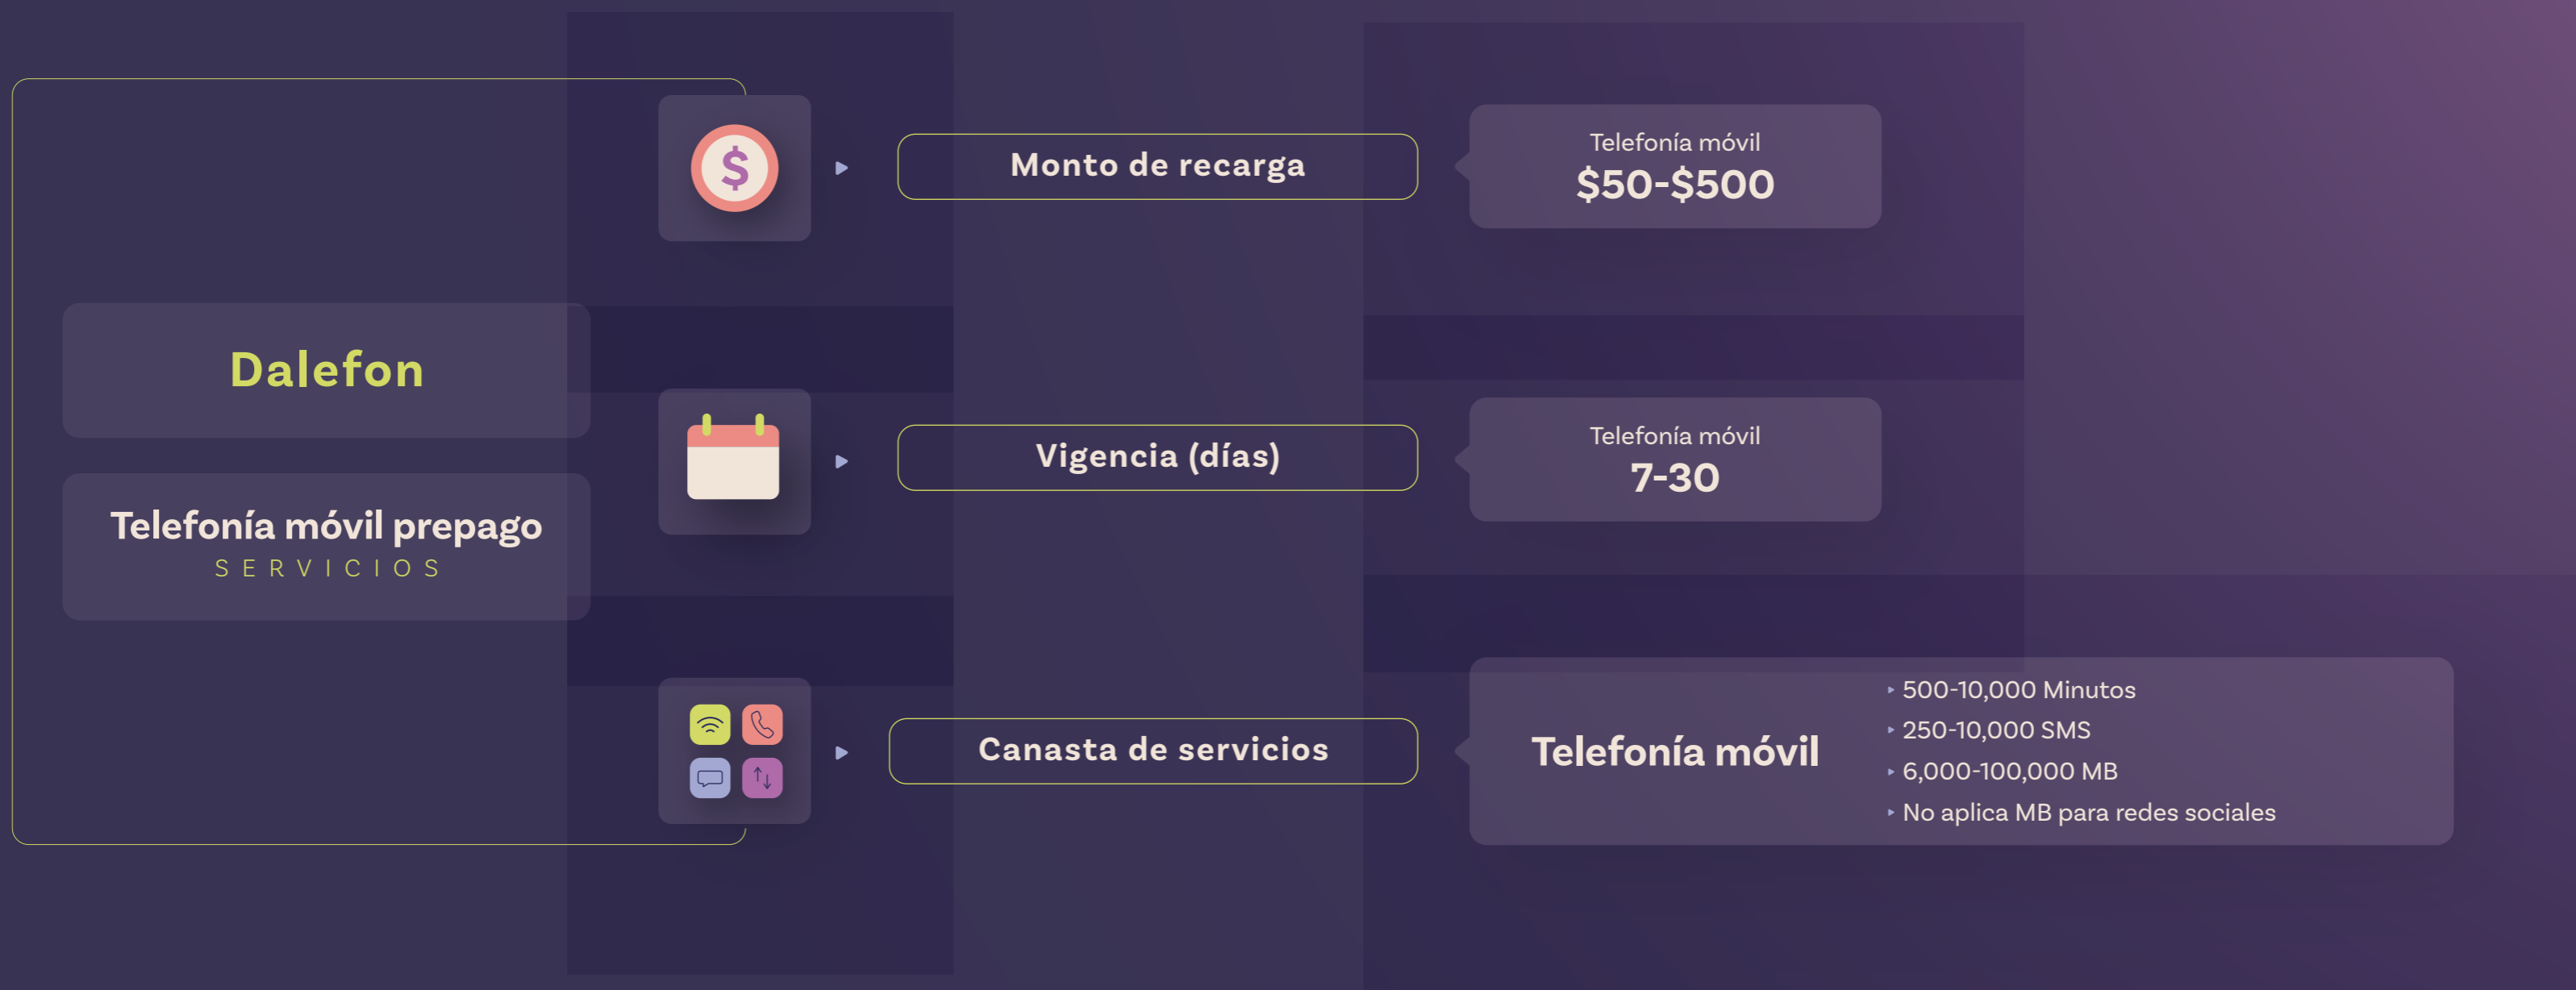 Dalefon
Telefonía móvil prepago
SERVICIOS
$
Monto de recarga
Telefonía móvil
$50-$500
Vigencia (días)
Telefonía móvil
7-30
Canasta de servicios
Telefonía móvil
500-10,000 Minutos
250-10,000 SMS
6,000-100,000 MB
No aplica MB para redes sociales